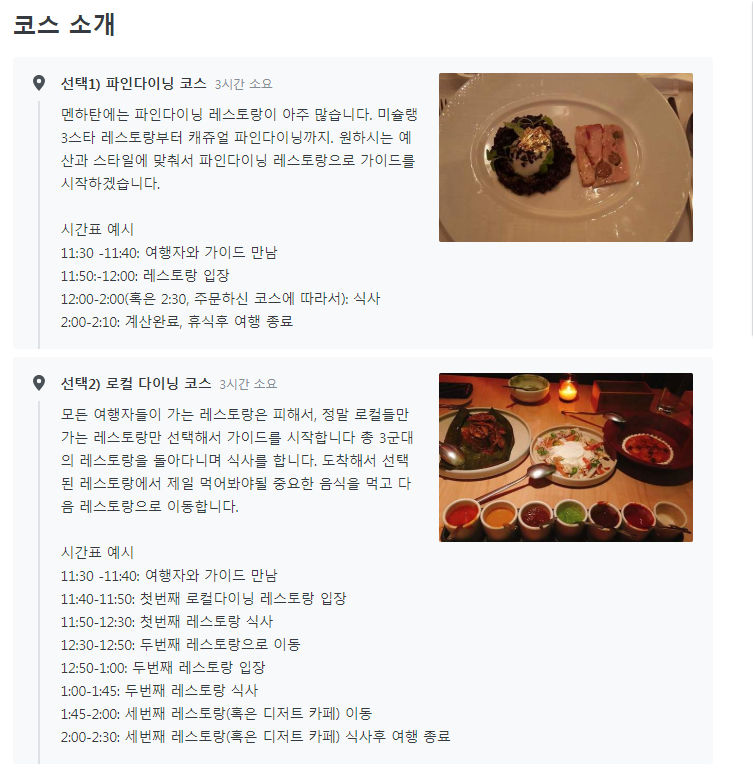 코스 소개
선택1) 파인다이닝 코스 3시간 소요
멘하탄에는 파인다이닝 레스토랑이 아주 많습니다. 미슐랭
3스타 레스토랑부터 캐쥬얼 파인다이닝까지. 원하시는 예
산과 스타일에 맞춰서 파인다이닝 레스토랑으로 가이드를
시작하겠습니다.
시간표 예시
11:30 -11:40: 여행자와 가이드 만남
11:50:-12:00: 레스토랑 입장
12:00-2:00(혹은 2:30, 주문하신 코스에 따라서): 식사
2:00-2:10: 계산완료, 휴식후 여행 종료
선택2) 로컬 다이닝 코스 3시간 소요
모든 여행자들이 가는 레스토랑은 피해서, 정말 로컬들만
가는 레스토랑만 선택해서 가이드를 시작합니다 총 3군대
의 레스토랑을 돌아다니며 식사를 합니다. 도착해서 선택
된 레스토랑에서 제일 먹어봐야될 중요한 음식을 먹고 다
음 레스토랑으로 이동합니다.
시간표 예시
11:30 -11:40: 여행자와 가이드 만남
11:40-11:50: 첫번째 로컬다이닝 레스토랑 입장
11:50-12:30: 첫번째 레스토랑 식사
12:30-12:50: 두번째 레스토랑으로 이동
12:50-1:00: 두번째 레스토랑 입장
1:00-1:45: 두번째 레스토랑 식사
1:45-2:00: 세번째 레스토랑(혹은 디저트 카페) 이동
2:00-2:30: 세번째 레스토랑(혹은 디저트 카페) 식사후 여행 종료